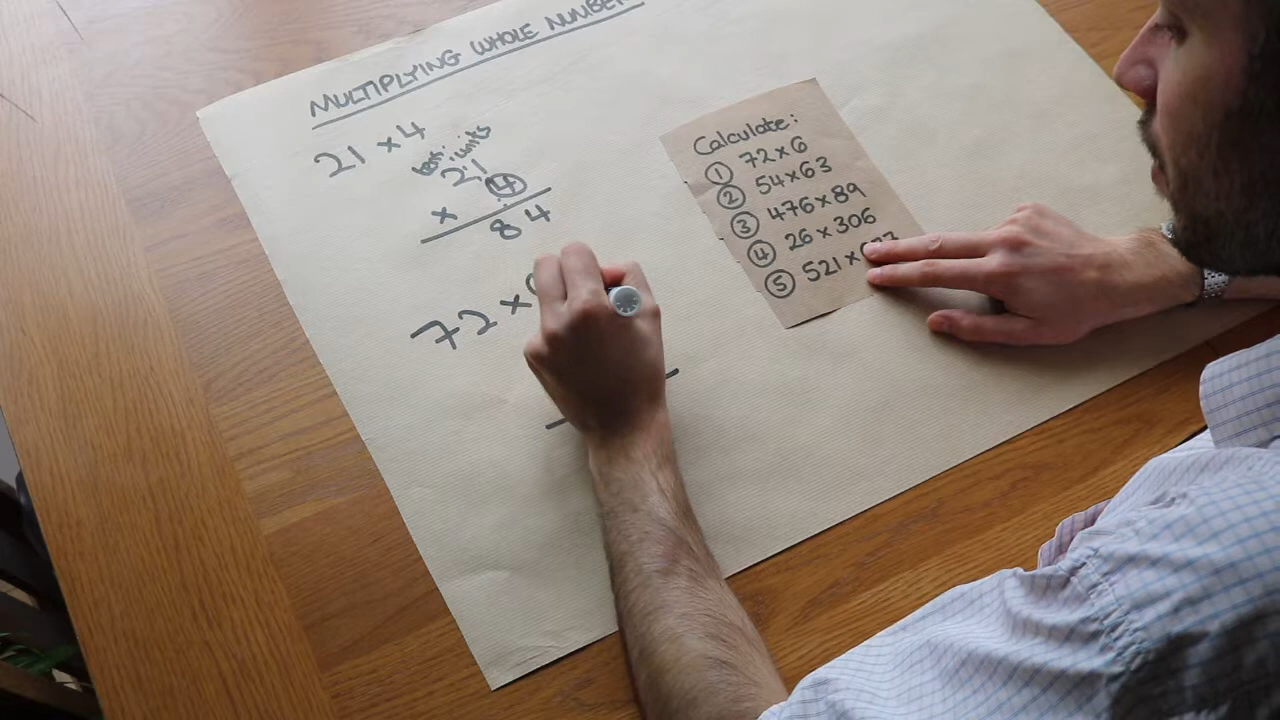 MULTIPLYING WHOLE
21 × 4
tens units
21
× 4
84
72 ×
Calculate:
① 72×6
② 54×63
③ 476×89
④ 26×306
⑤ 521×